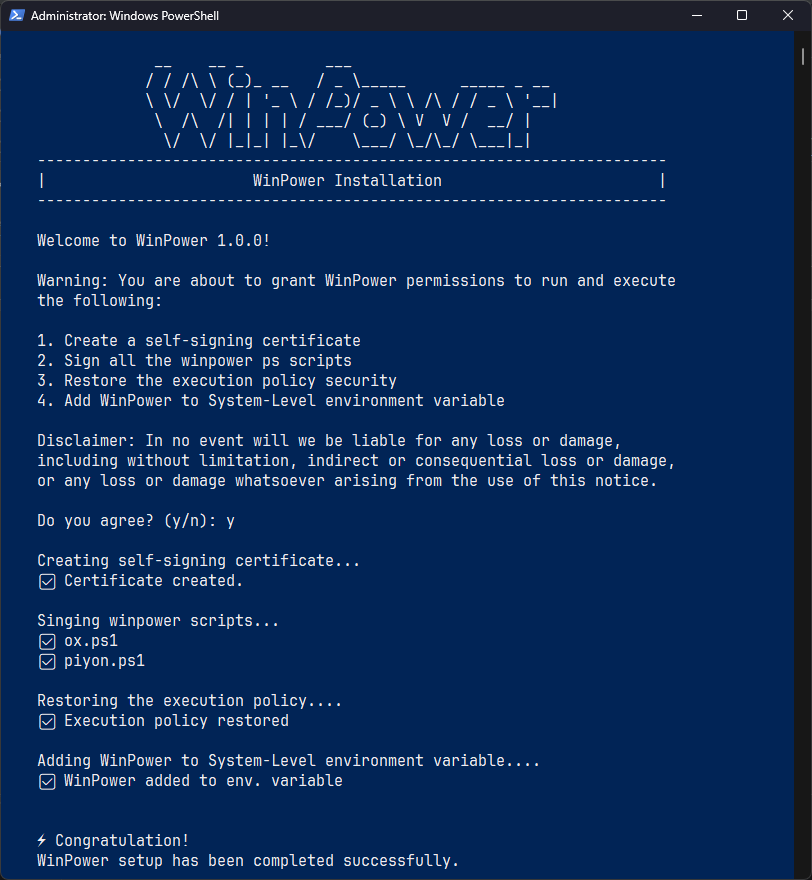 Administrator: Windows PowerShell
WinPower
--------------------------------------------------------------------
| WinPower Installation |
--------------------------------------------------------------------
Welcome to WinPower 1.0.0!
Warning: You are about to grant WinPower permissions to run and execute
the following:
1. Create a self-signing certificate
2. Sign all the winpower ps scripts
3. Restore the execution policy security
4. Add WinPower to System-Level environment variable
Disclaimer: In no event will we be liable for any loss or damage,
including without limitation, indirect or consequential loss or damage,
or any loss or damage whatsoever arising from the use of this notice.
Do you agree? (y/n): y
Creating self-signing certificate...
☑ Certificate created.
Singing winpower scripts...
☑ ox.ps1
☑ piyon.ps1
Restoring the execution policy....
☑ Execution policy restored
Adding WinPower to System-Level environment variable....
☑ WinPower added to env. variable
⚡ Congratulation!
WinPower setup has been completed successfully.